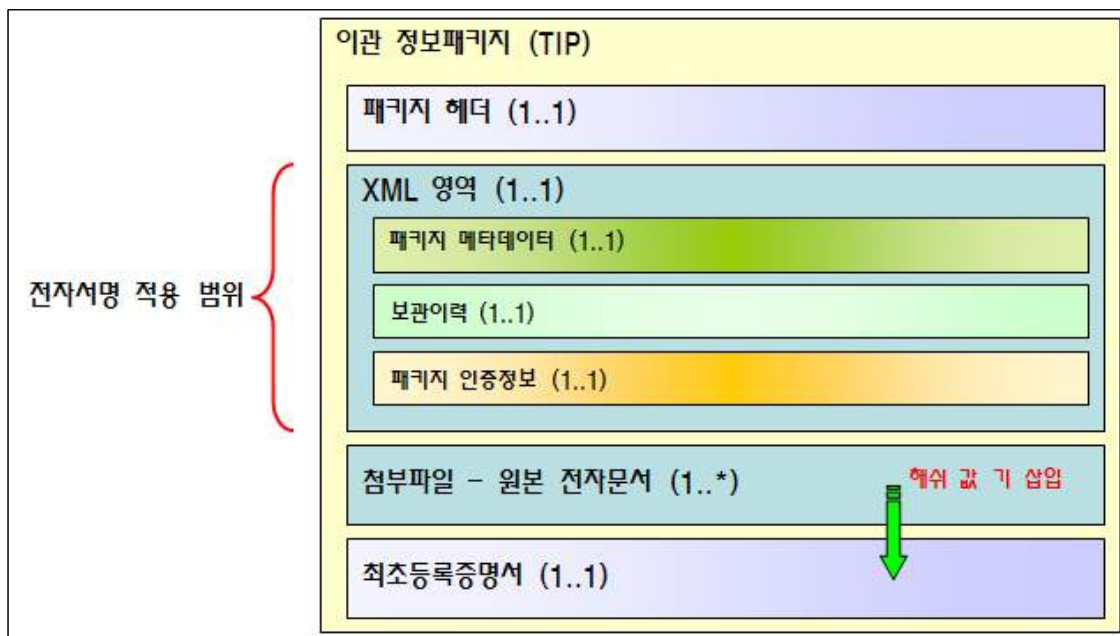 이관 정보패키지 (TIP)
패키지 헤더 (1..1)
XML 영역 (1..1)
패키지 메타데이터 (1..1)
전자서명 적용 범위
보관이력 (1..1)
패키지 인증정보 (1..1)
첨부파일 - 원본 전자문서 (1..*)
해쉬 값 기 삽입
최초등록증명서 (1..1)